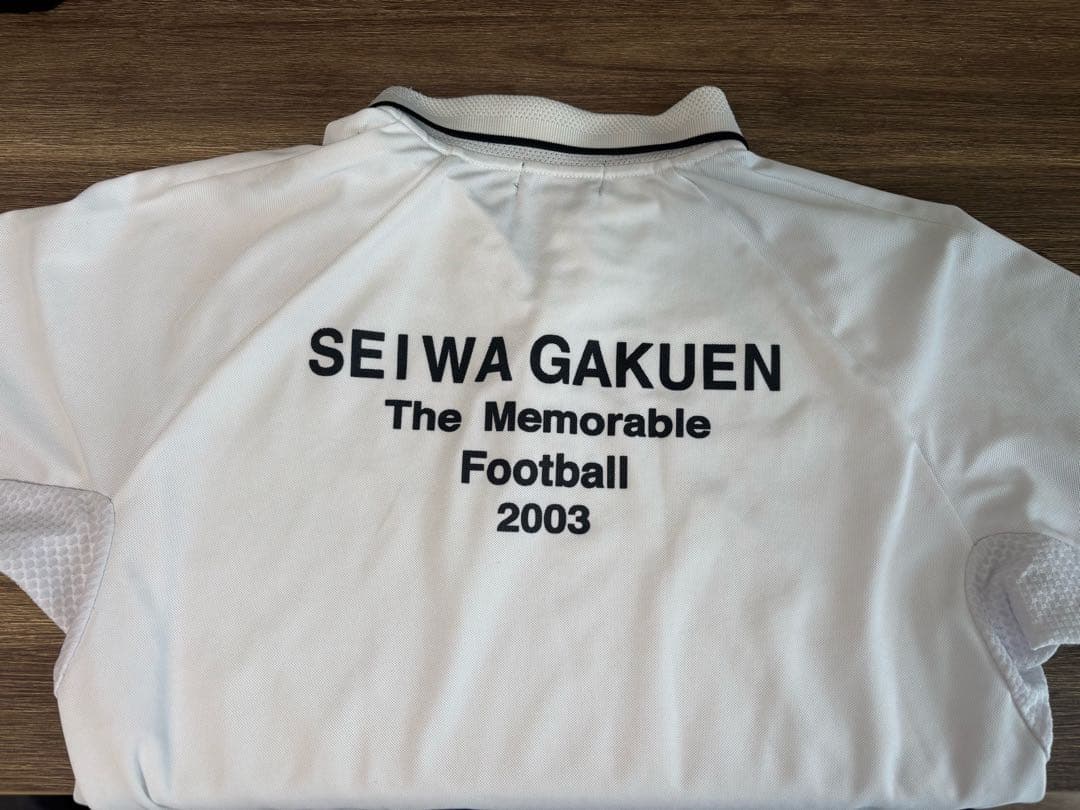 SEIWA GAKUEN
The Memorable
Football
2003